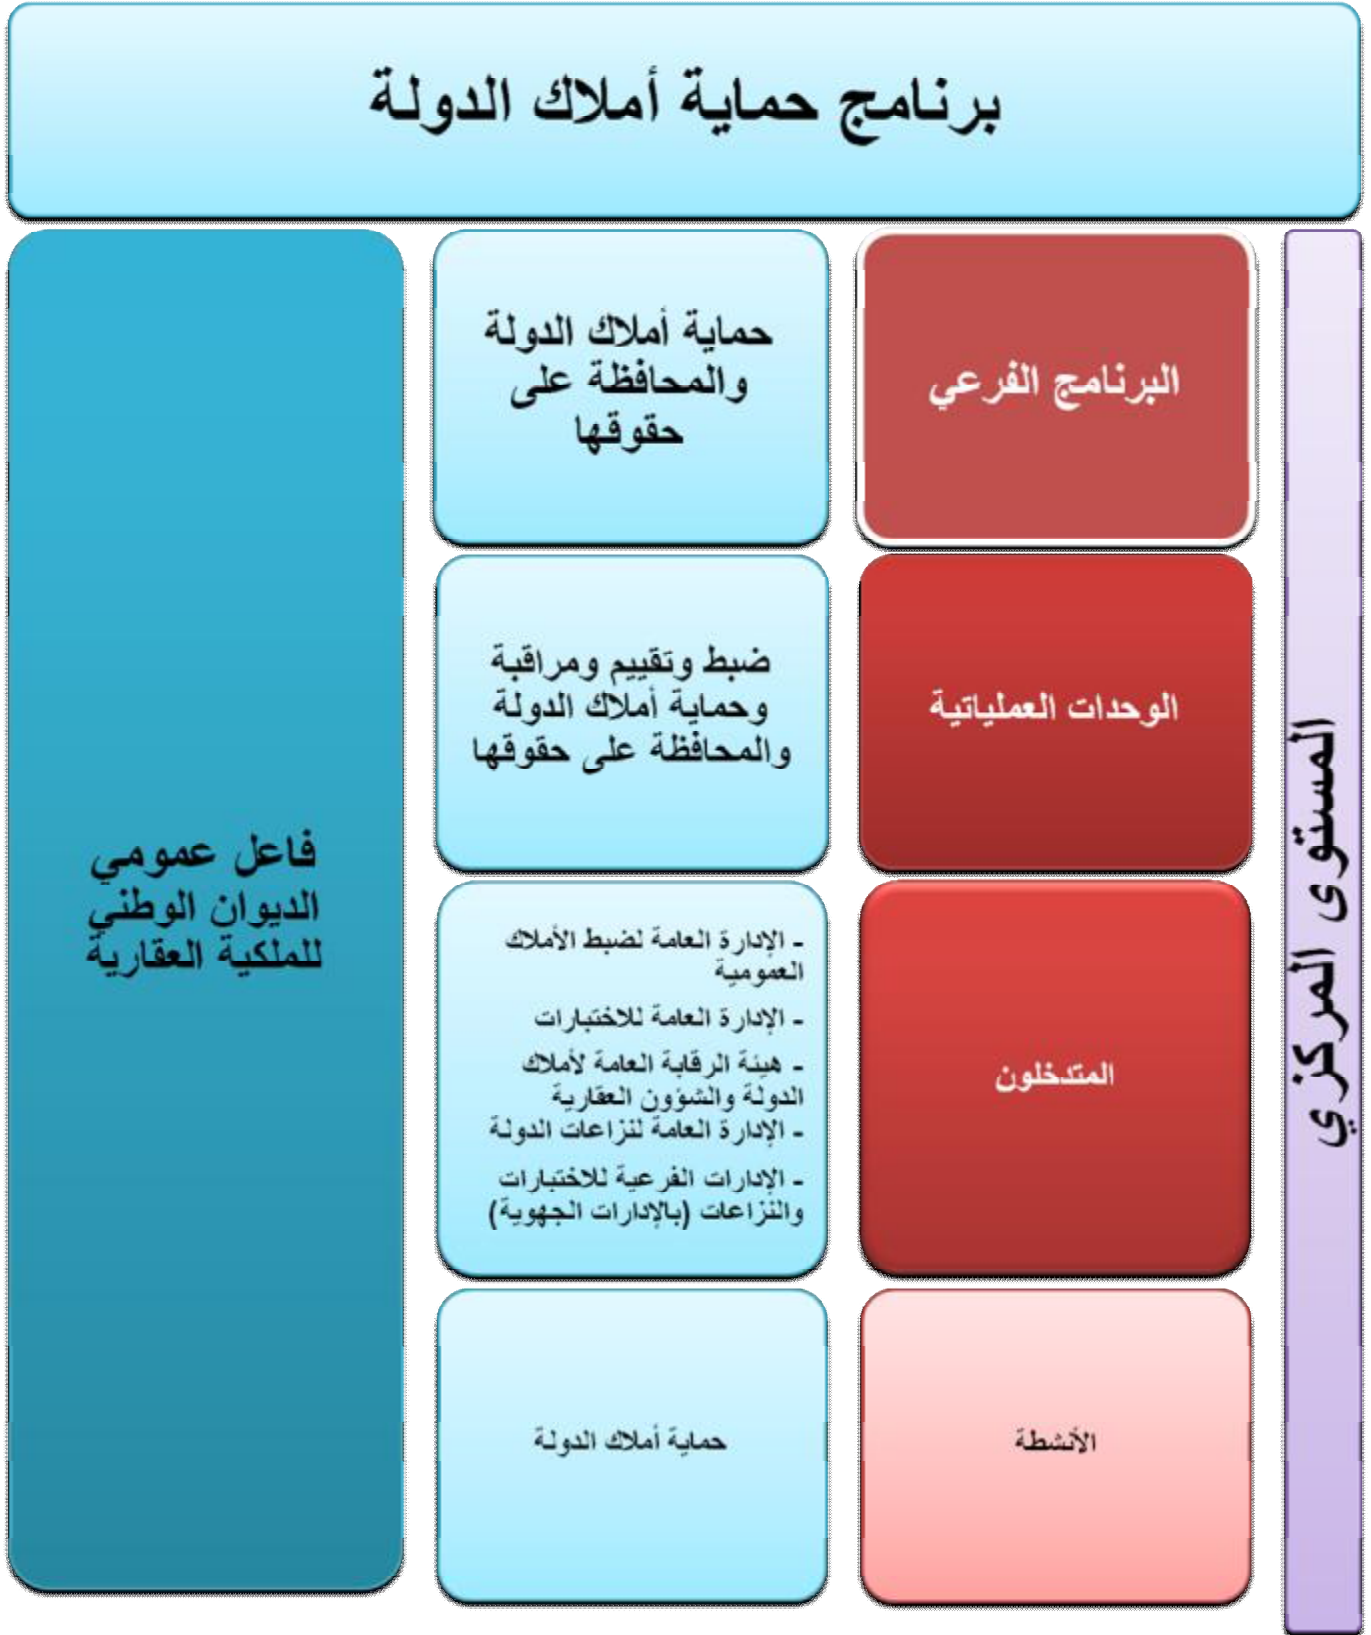 برنامج حماية أملاك الدولة
المستوى المركزي
البرنامج الفرعي
حماية أملاك الدولة
والمحافظة على
حقوقها
الوحدات العملياتية
ضبط وتقييم ومراقبة
وحماية أملاك الدولة
والمحافظة على حقوقها
المتدخلون
- الإدارة العامة لضبط الأملاك
العمومية
- الإدارة العامة للاختبارات
- هيئة الرقابة العامة لأملاك
الدولة والشؤون العقارية
- الإدارة العامة لنزاعات الدولة
- الإدارات الفرعية للاختبارات
والنزاعات (بالإدارات الجهوية)
الأنشطة
حماية أملاك الدولة
فاعل عمومي
الديوان الوطني
للملكية العقارية